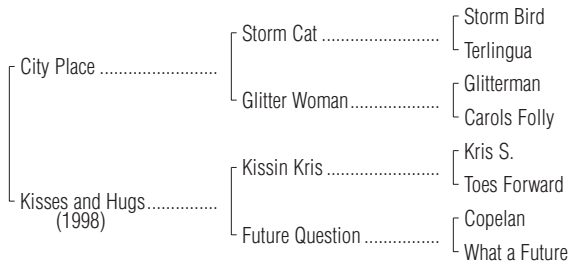 Storm Bird
Storm Cat ........................
Terlingua
City Place ........................
Glitterman
Glitter Woman ..................
Carols Folly
Kris S.
Kissin Kris .......................
Toes Forward
Kisses and Hugs ..............
(1998)
Copelan
Future Question ...............
What a Future